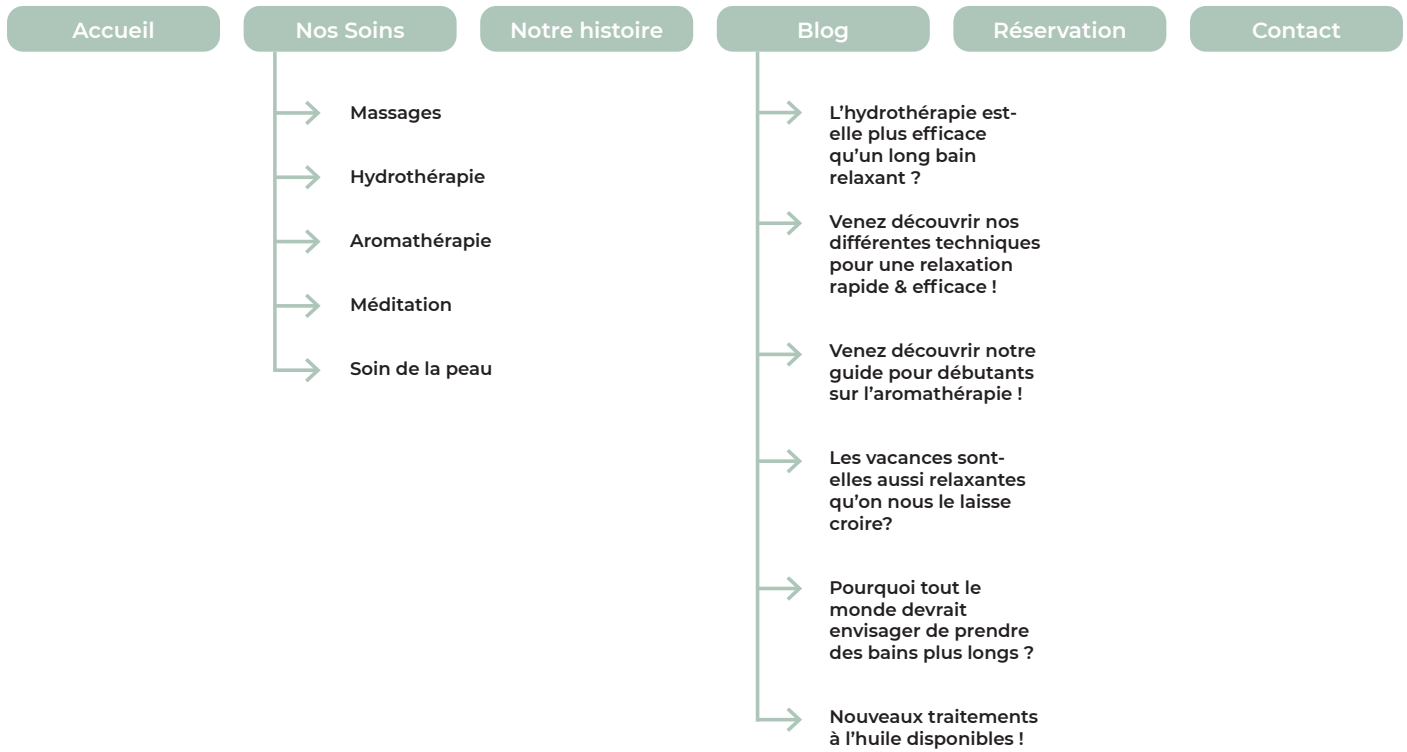 Accueil
Nos Soins
Notre histoire
Blog
Réservation
Contact
Massages
Hydrothérapie
Aromathérapie
Méditation
Soin de la peau
L’hydrothérapie est-
elle plus efficace
qu’un long bain
relaxant ?
Venez découvrir nos
différentes techniques
pour une relaxation
rapide & efficace !
Venez découvrir notre
guide pour débutants
sur l’aromathérapie !
Les vacances sont-
elles aussi relaxantes
qu’on nous le laisse
croire?
Pourquoi tout le
monde devrait
envisager de prendre
des bains plus longs ?
Nouveaux traitements
à l’huile disponibles !